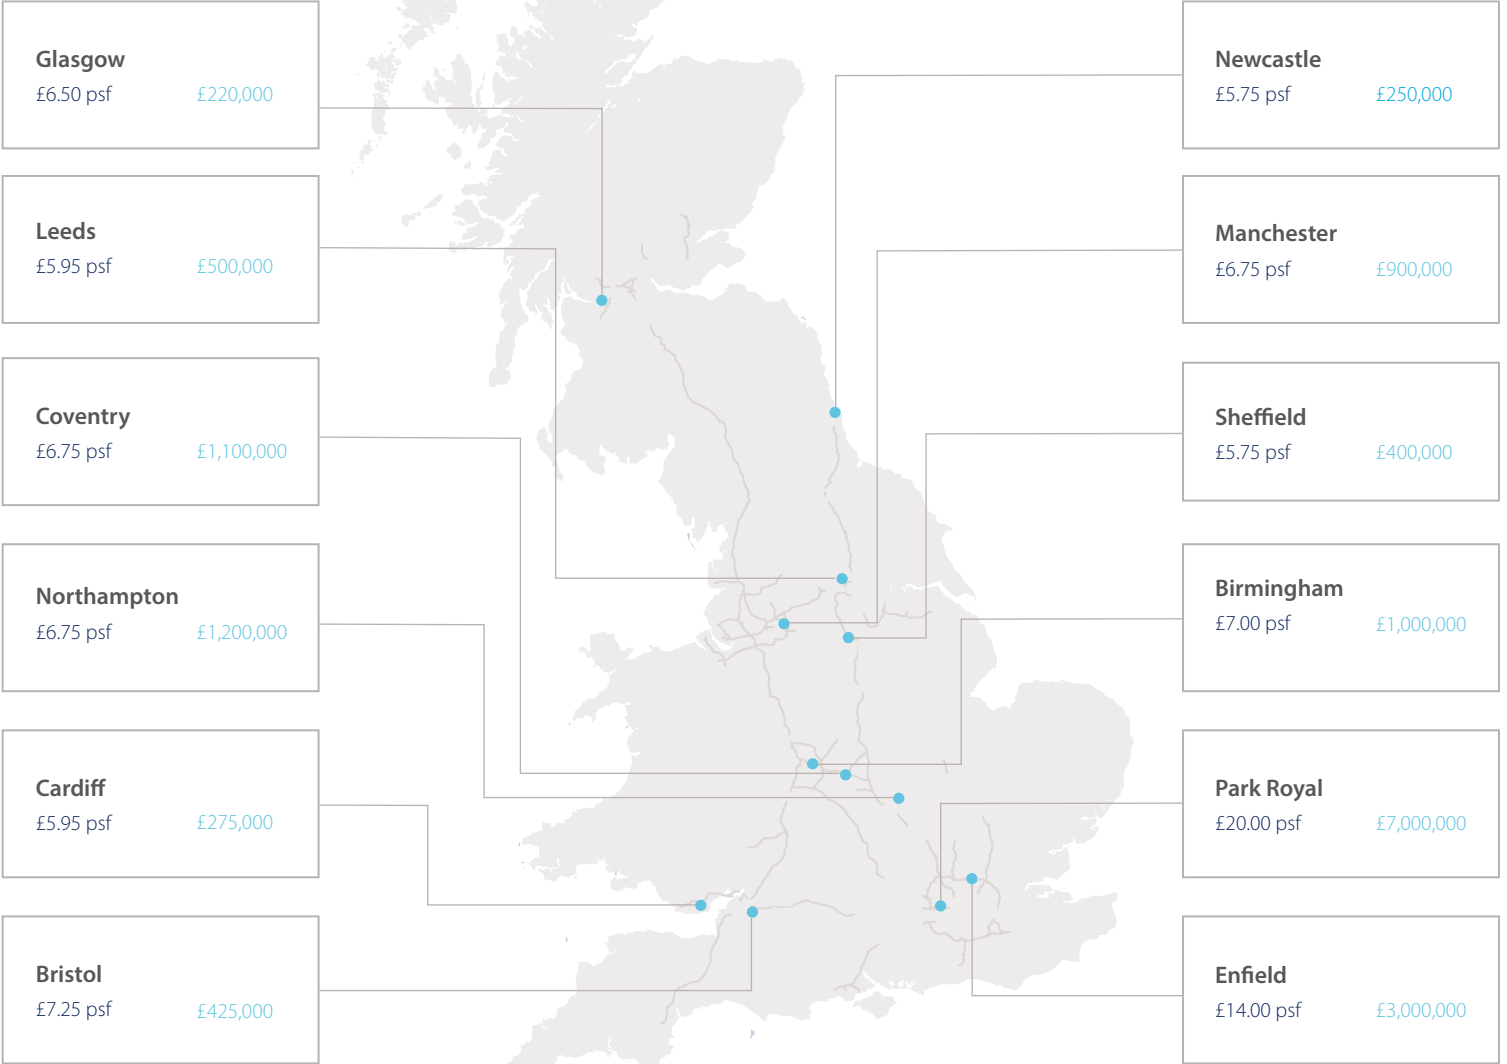 Glasgow
£6.50 psf £220,000
Leeds
£5.95 psf £500,000
Coventry
£6.75 psf £1,100,000
Northampton
£6.75 psf £1,200,000
Cardiff
£5.95 psf £275,000
Bristol
£7.25 psf £425,000
Newcastle
£5.75 psf £250,000
Manchester
£6.75 psf £900,000
Sheffield
£5.75 psf £400,000
Birmingham
£7.00 psf £1,000,000
Park Royal
£20.00 psf £7,000,000
Enfield
£14.00 psf £3,000,000